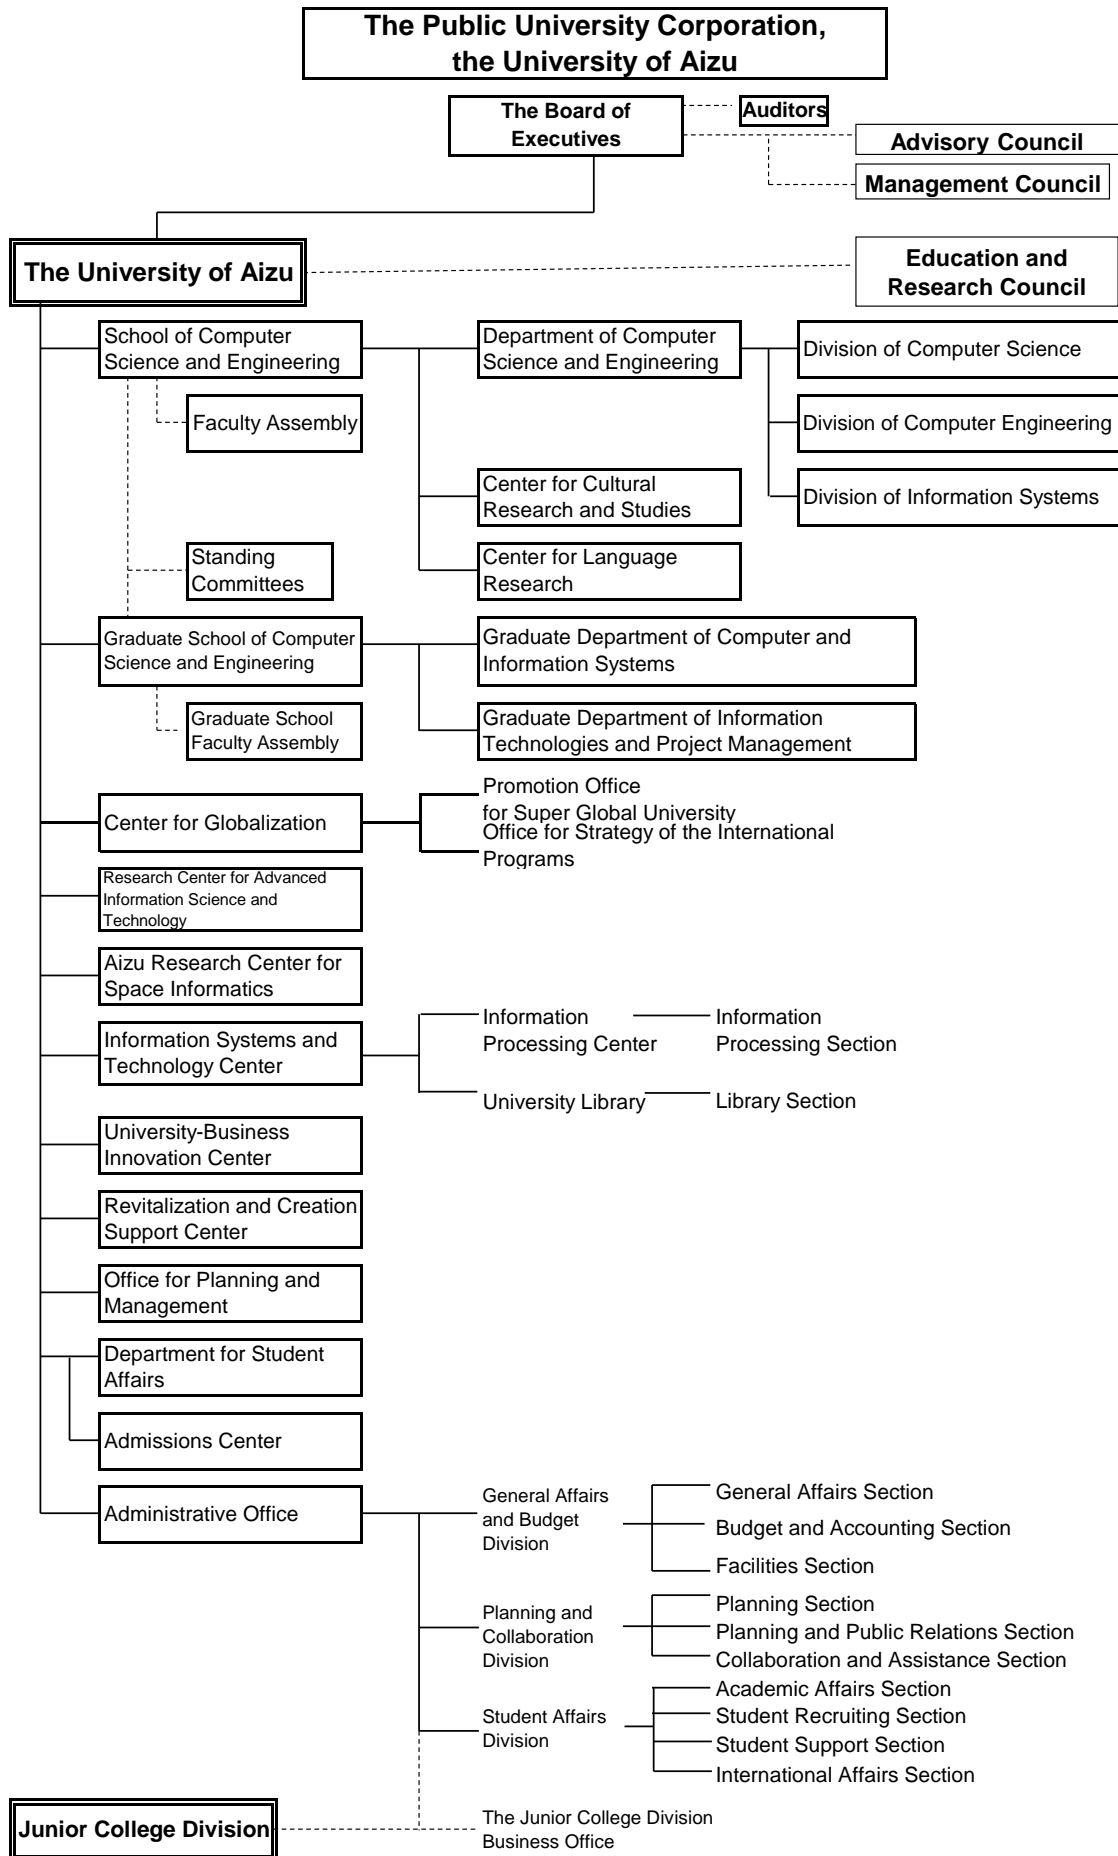 The Public University Corporation,
the University of Aizu
The Board of
Executives
Auditors
Advisory Council
Management Council
The University of Aizu
Education and
Research Council
School of Computer
Science and Engineering
Department of Computer
Science and Engineering
Division of Computer Science
Faculty Assembly
Division of Computer Engineering
Center for Cultural
Research and Studies
Division of Information Systems
Standing
Committees
Center for Language
Research
Graduate School of Computer
Science and Engineering
Graduate Department of Computer and
Information Systems
Graduate School
Faculty Assembly
Graduate Department of Information
Technologies and Project Management
Center for Globalization
Promotion Office
for Super Global University
Office for Strategy of the International
Programs
Research Center for Advanced
Information Science and
Technology
Aizu Research Center for
Space Informatics
Information Systems and
Technology Center
Information
Processing Center
Information
Processing Section
University Library
Library Section
University-Business
Innovation Center
Revitalization and Creation
Support Center
Office for Planning and
Management
Department for Student
Affairs
Admissions Center
Administrative Office
General Affairs
and Budget
Division
General Affairs Section
Budget and Accounting Section
Facilities Section
Planning and
Collaboration
Division
Planning Section
Planning and Public Relations Section
Collaboration and Assistance Section
Student Affairs
Division
Academic Affairs Section
Student Recruiting Section
Student Support Section
International Affairs Section
Junior College Division
The Junior College Division
Business Office